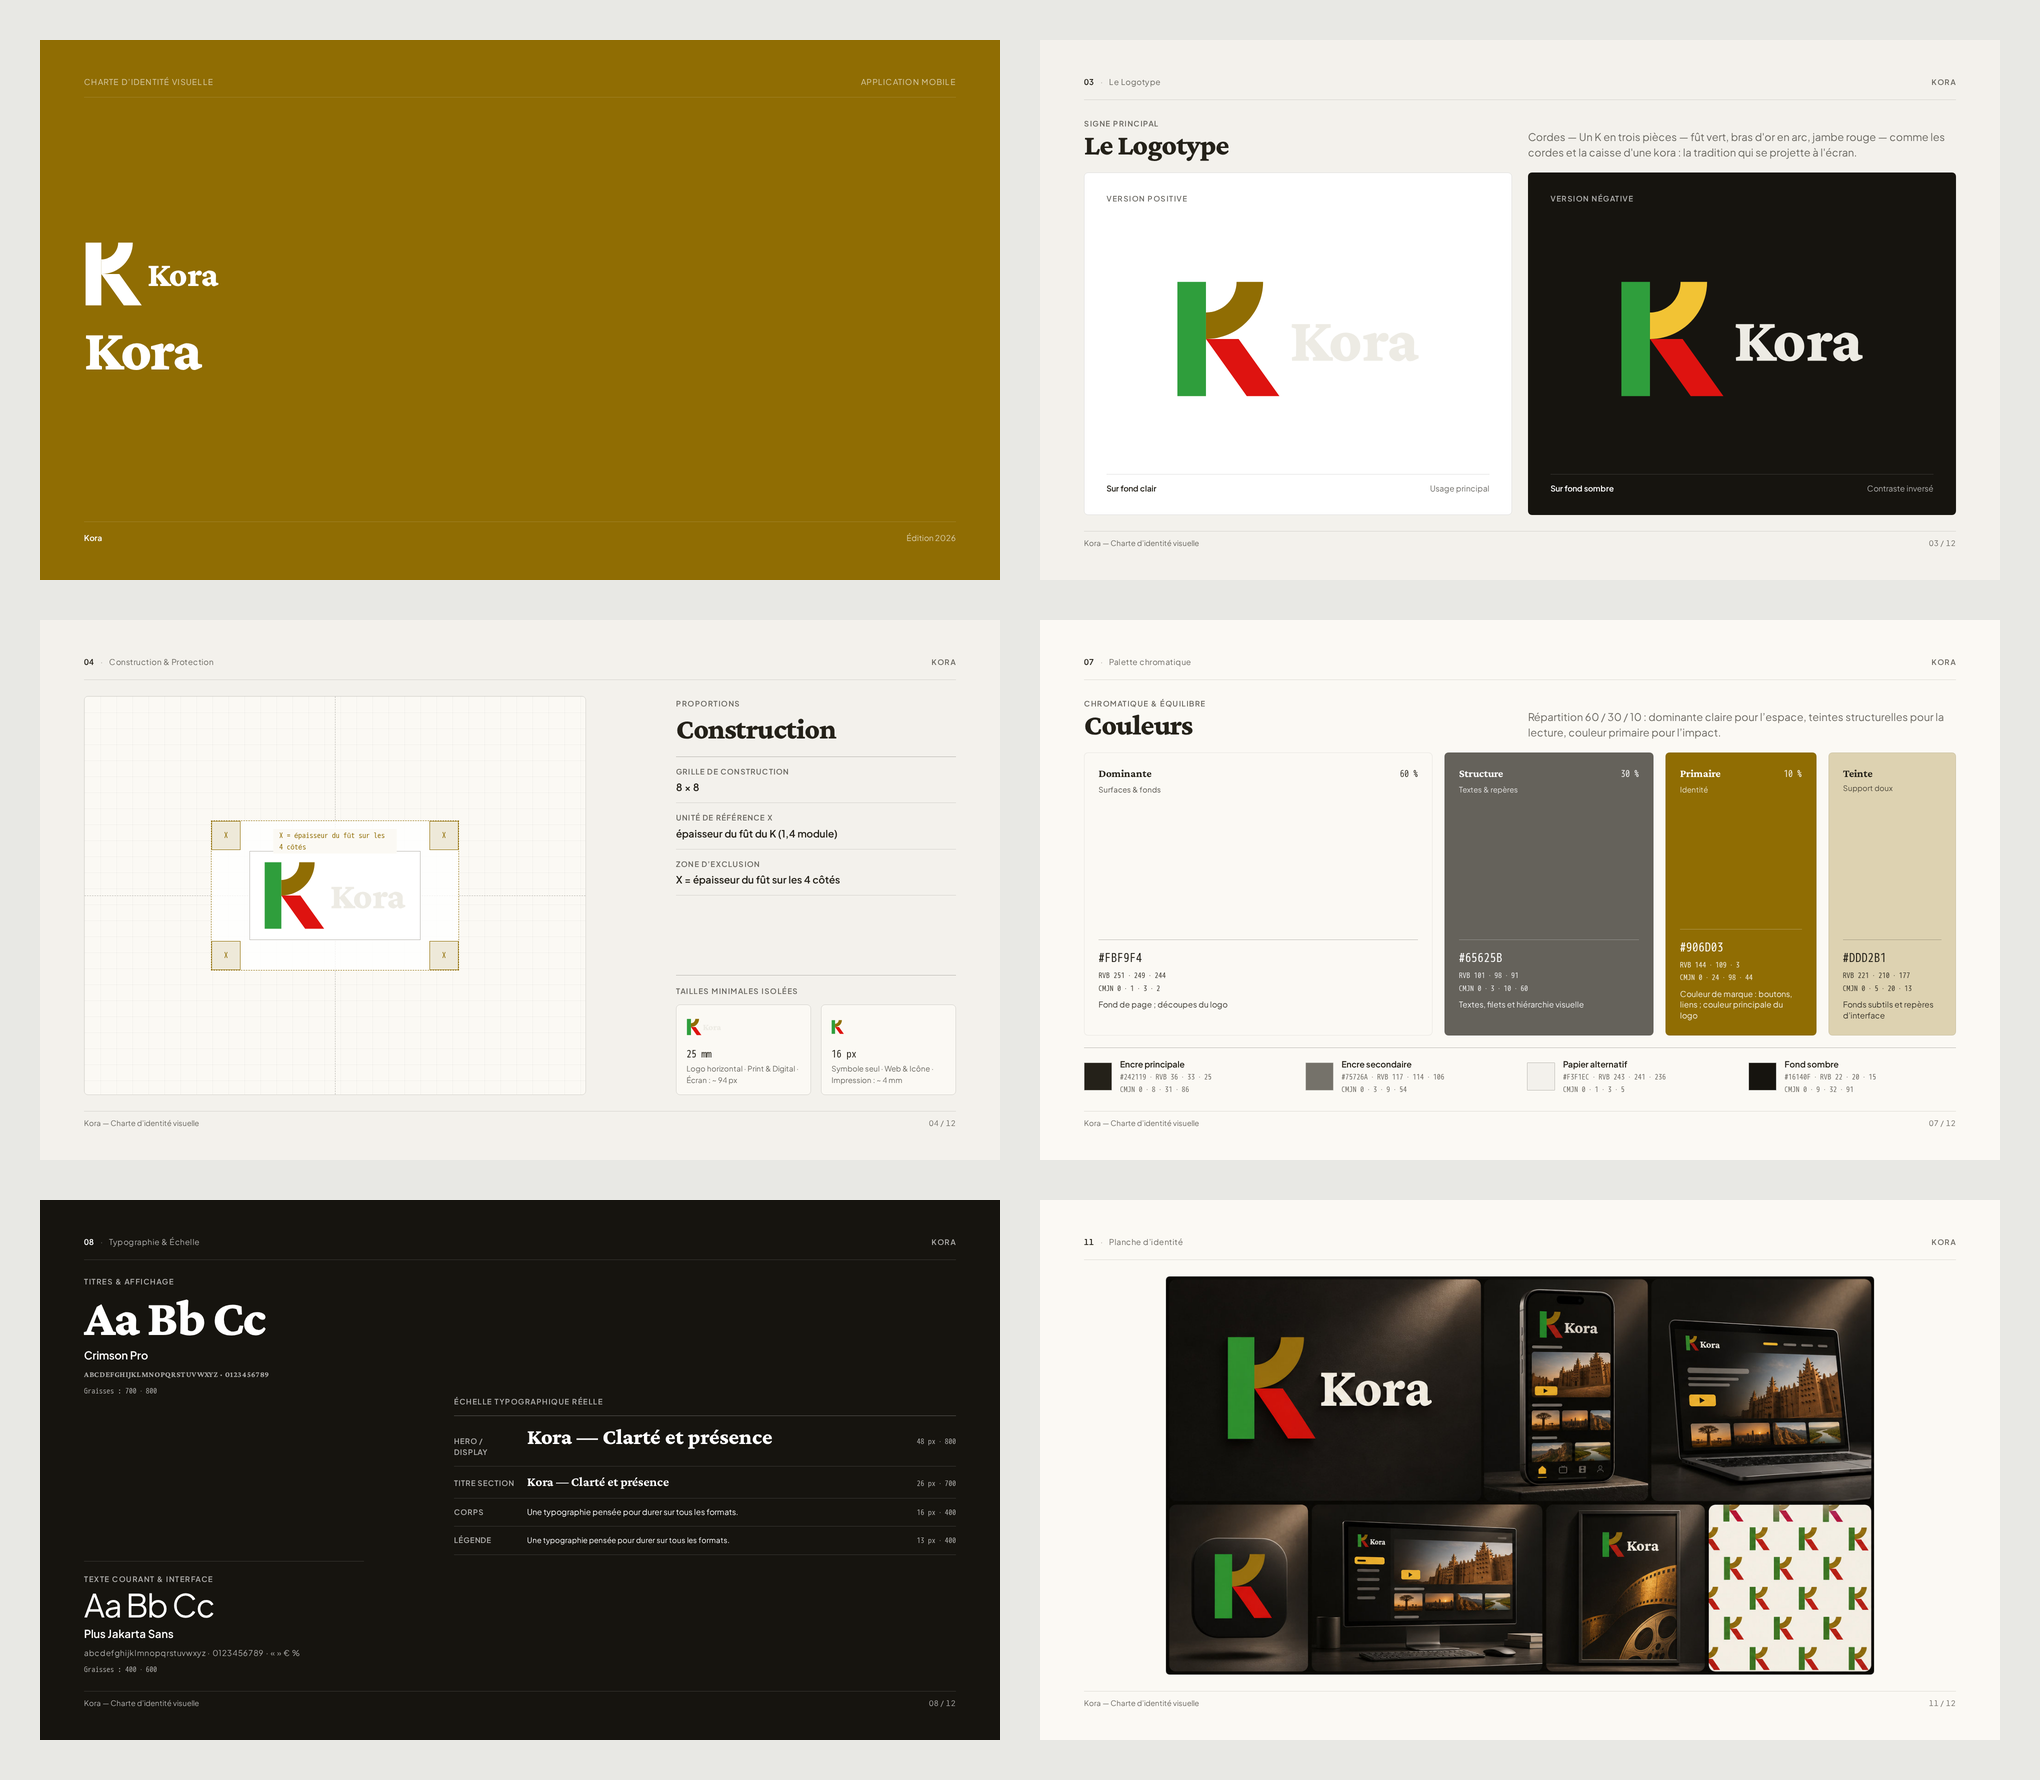 CHARTE D'IDENTITÉ VISUELLE
APPLICATION MOBILE
Kora
Kora
Kora
Édition 2026
03 · Le Logotype
KORA
SIGNE PRINCIPAL
Le Logotype
Cordes — Un K en trois pièces — fût vert, bras d'or en arc, jambe rouge — comme les
cordes et la caisse d'une kora : la tradition qui se projette à l'écran.
VERSION POSITIVE
Kora
Sur fond clair
Usage principal
VERSION NÉGATIVE
Kora
Sur fond sombre
Contraste inversé
Kora — Charte d'identité visuelle
03 / 12
04 · Construction & Protection
KORA
X
X = épaisseur du fût sur les
4 côtés
X
Kora
X
X
PROPORTIONS
Construction
GRILLE DE CONSTRUCTION
8 × 8
UNITÉ DE RÉFÉRENCE X
épaisseur du fût du K (1,4 module)
ZONE D'EXCLUSION
X = épaisseur du fût sur les 4 côtés
TAILLES MINIMALES ISOLÉES
Kora
25 mm
Logo horizontal · Print & Digital ·
Écran : ~ 94 px
16 px
Symbole seul · Web & Icône ·
Impression : ~ 4 mm
Kora — Charte d'identité visuelle
04 / 12
07 · Palette chromatique
KORA
CHROMATIQUE & ÉQUILIBRE
Couleurs
Répartition 60 / 30 / 10 : dominante claire pour l'espace, teintes structurelles pour la
lecture, couleur primaire pour l'impact.
Dominante
60 %
Surfaces & fonds
#FBF9F4
RVB 251 · 249 · 244
CMJN 0 · 1 · 3 · 2
Fond de page ; découpes du logo
Structure
30 %
Textes & repères
#65625B
RVB 101 · 98 · 91
CMJN 0 · 3 · 10 · 60
Textes, filets et hiérarchie visuelle
Primaire
10 %
Identité
#906D03
RVB 144 · 109 · 3
CMJN 0 · 24 · 98 · 44
Couleur de marque : boutons,
liens ; couleur principale du
logo
Teinte
Support doux
#DDD2B1
RVB 221 · 210 · 177
CMJN 0 · 5 · 20 · 13
Fonds subtils et repères
d'interface
Encre principale
#242119 · RVB 36 · 33 · 25
CMJN 0 · 8 · 31 · 86
Encre secondaire
#75726A · RVB 117 · 114 · 106
CMJN 0 · 3 · 9 · 54
Papier alternatif
#F3F1EC · RVB 243 · 241 · 236
CMJN 0 · 1 · 3 · 5
Fond sombre
#16140F · RVB 22 · 20 · 15
CMJN 0 · 9 · 32 · 91
Kora — Charte d'identité visuelle
07 / 12
08 · Typographie & Échelle
KORA
TITRES & AFFICHAGE
Aa Bb Cc
Crimson Pro
ABCDEFGHIJKLMNOPQRSTUVWXYZ · 0123456789
Graisses : 700 · 800
ÉCHELLE TYPOGRAPHIQUE RÉELLE
HERO /
DISPLAY
Kora — Clarté et présence
48 px · 800
TITRE SECTION
Kora — Clarté et présence
26 px · 700
CORPS
Une typographie pensée pour durer sur tous les formats.
16 px · 400
LÉGENDE
Une typographie pensée pour durer sur tous les formats.
13 px · 400
TEXTE COURANT & INTERFACE
Aa Bb Cc
Plus Jakarta Sans
abcdefghijklmnopqrstuvwxyz · 0123456789 · « » € %
Graisses : 400 · 600
Kora — Charte d'identité visuelle
08 / 12
11 · Planche d'identité
KORA
Kora
Kora
Kora
Kora
Kora
Kora — Charte d'identité visuelle
11 / 12